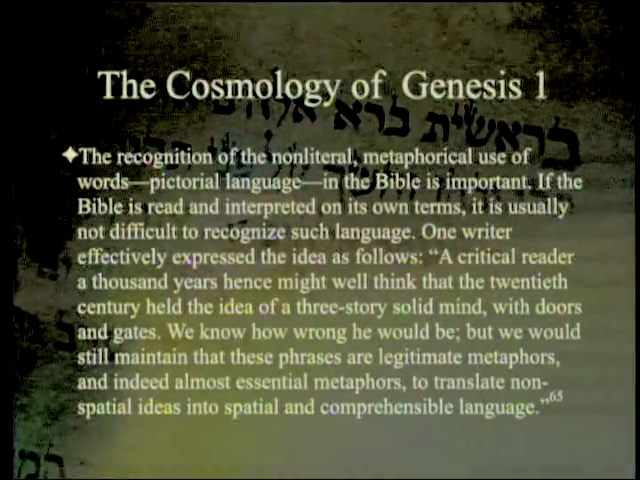 The Cosmology of Genesis 1
בראשית ברא אלהים
✦The recognition of the nonliteral, metaphorical use of
words—pictorial language—in the Bible is important. If the
Bible is read and interpreted on its own terms, it is usually
not difficult to recognize such language. One writer
effectively expressed the idea as follows: “A critical reader
a thousand years hence might well think that the twentieth
century held the idea of a three-story solid mind, with doors
and gates. We know how wrong he would be; but we would
still maintain that these phrases are legitimate metaphors,
and indeed almost essential metaphors, to translate non-
spatial ideas into spatial and comprehensible language.”65